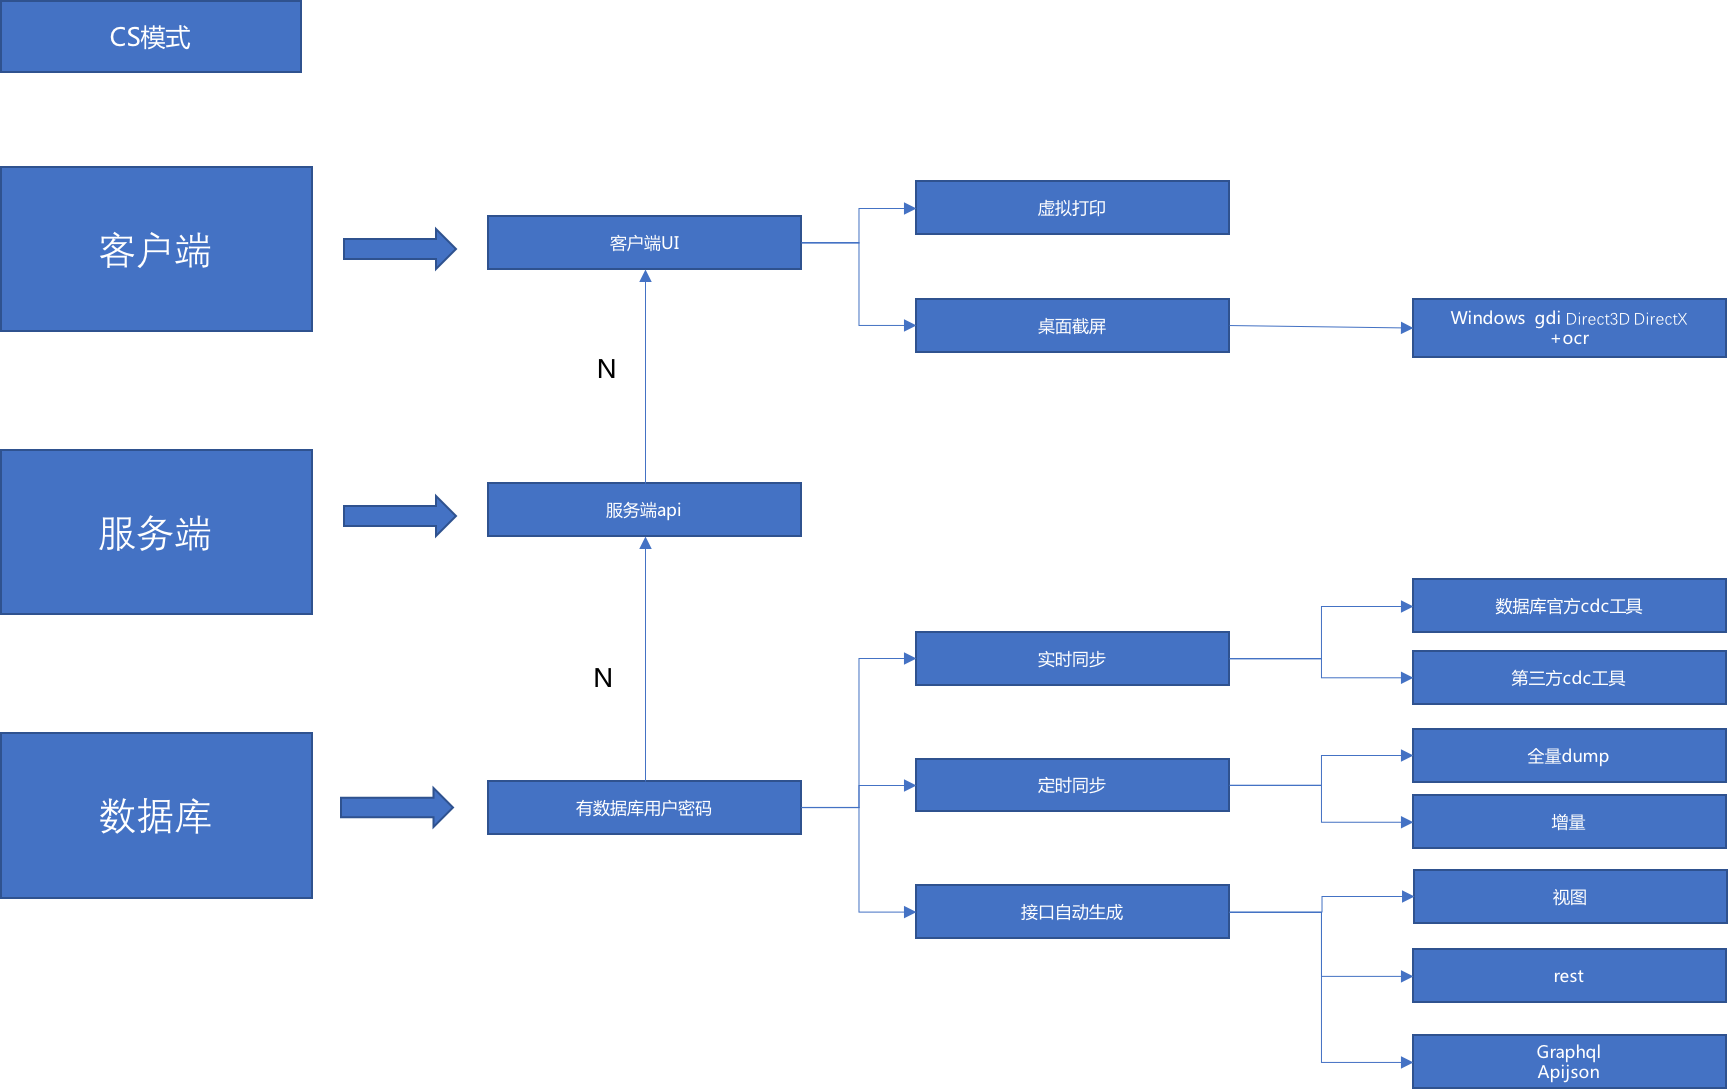 CS模式
客户端
客户端UI
虚拟打印
桌面截屏
Windows gdi Direct3D DirectX
+ocr
N
服务端
服务端api
N
数据库
有数据库用户密码
实时同步
数据库官方cdc工具
第三方cdc工具
定时同步
全量dump
增量
接口自动生成
视图
rest
Graphql
Apijson